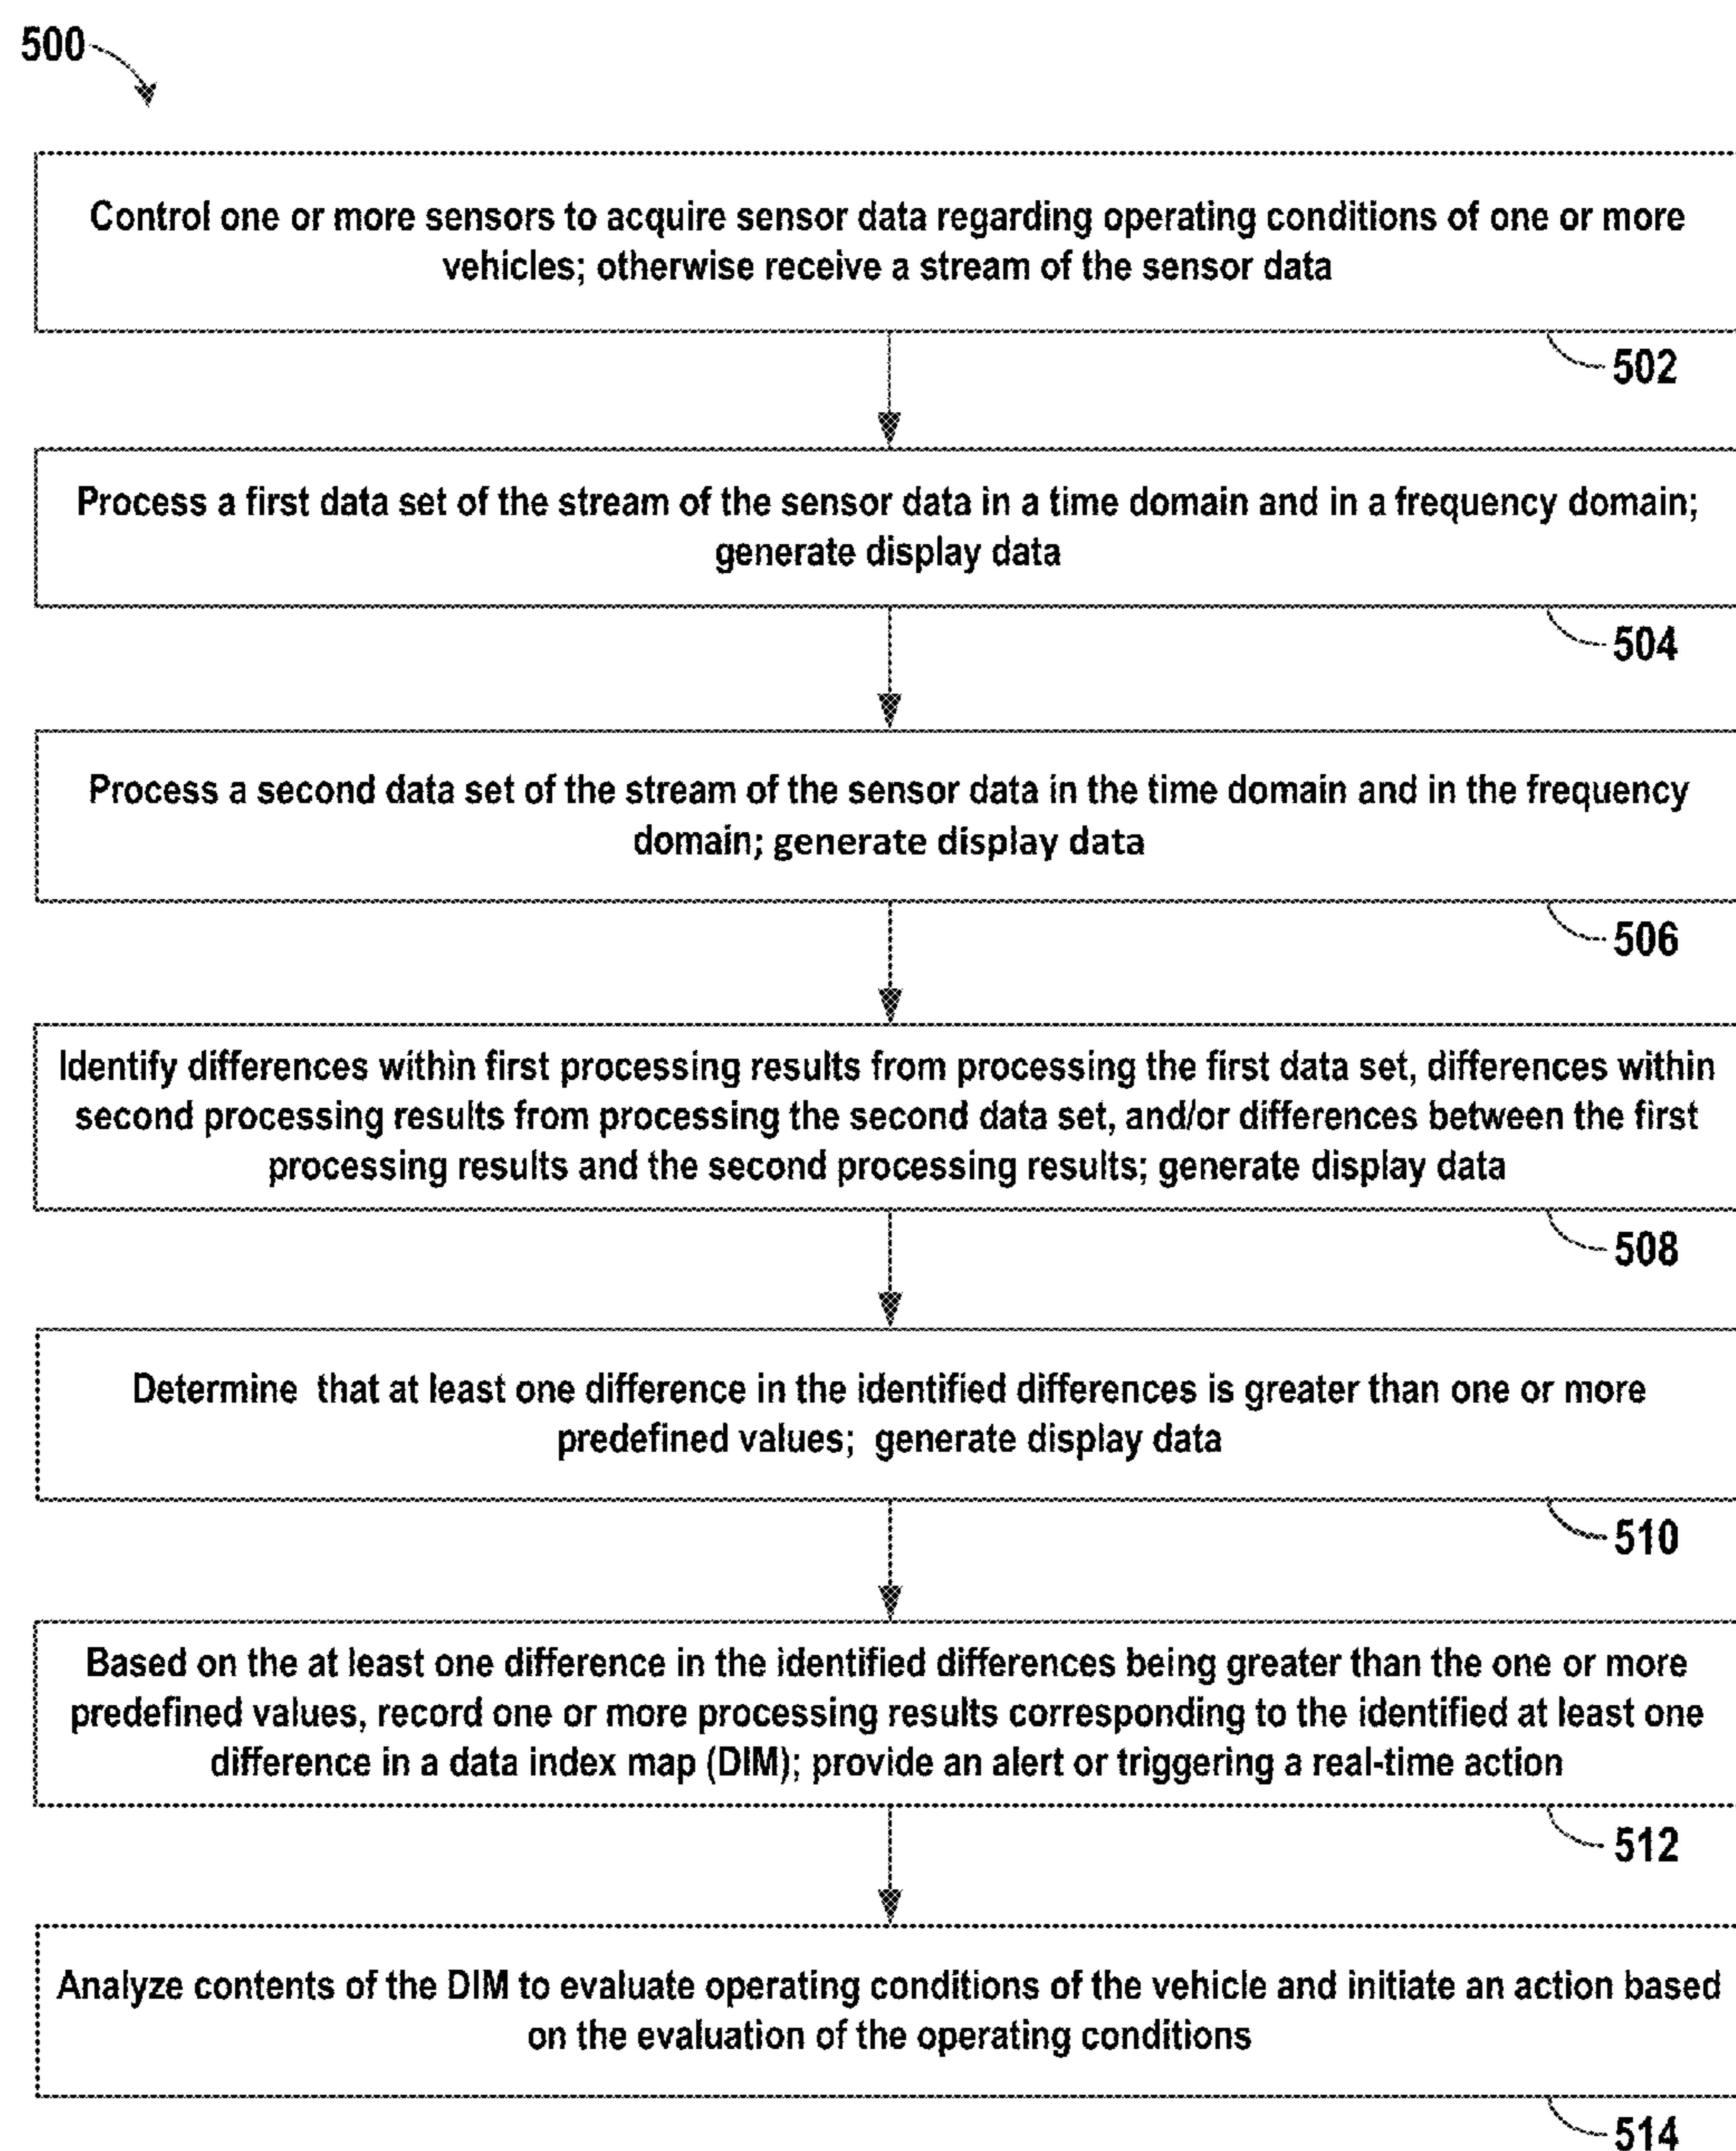 500
Control one or more sensors to acquire sensor data regarding operating conditions of one or more
vehicles; otherwise receive a stream of the sensor data
502
Process a first data set of the stream of the sensor data in a time domain and in a frequency domain;
generate display data
504
Process a second data set of the stream of the sensor data in the time domain and in the frequency
domain; generate display data
506
Identify differences within first processing results from processing the first data set, differences within
second processing results from processing the second data set, and/or differences between the first
processing results and the second processing results; generate display data
508
Determine that at least one difference in the identified differences is greater than one or more
predefined values; generate display data
510
Based on the at least one difference in the identified differences being greater than the one or more
predefined values, record one or more processing results corresponding to the identified at least one
difference in a data index map (DIM); provide an alert or triggering a real-time action
512
Analyze contents of the DIM to evaluate operating conditions of the vehicle and initiate an action based
on the evaluation of the operating conditions
514